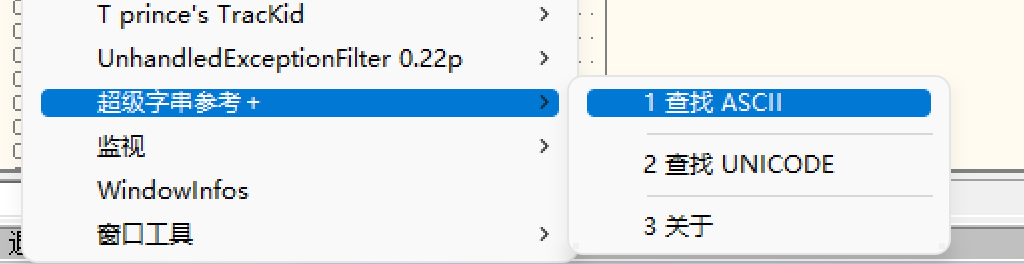 T prince's TracKid
UnhandledExceptionFilter 0.22p
超级字串参考 +
1 查找 ASCII
监视
2 查找 UNICODE
WindowInfos
3 关于
窗口工具